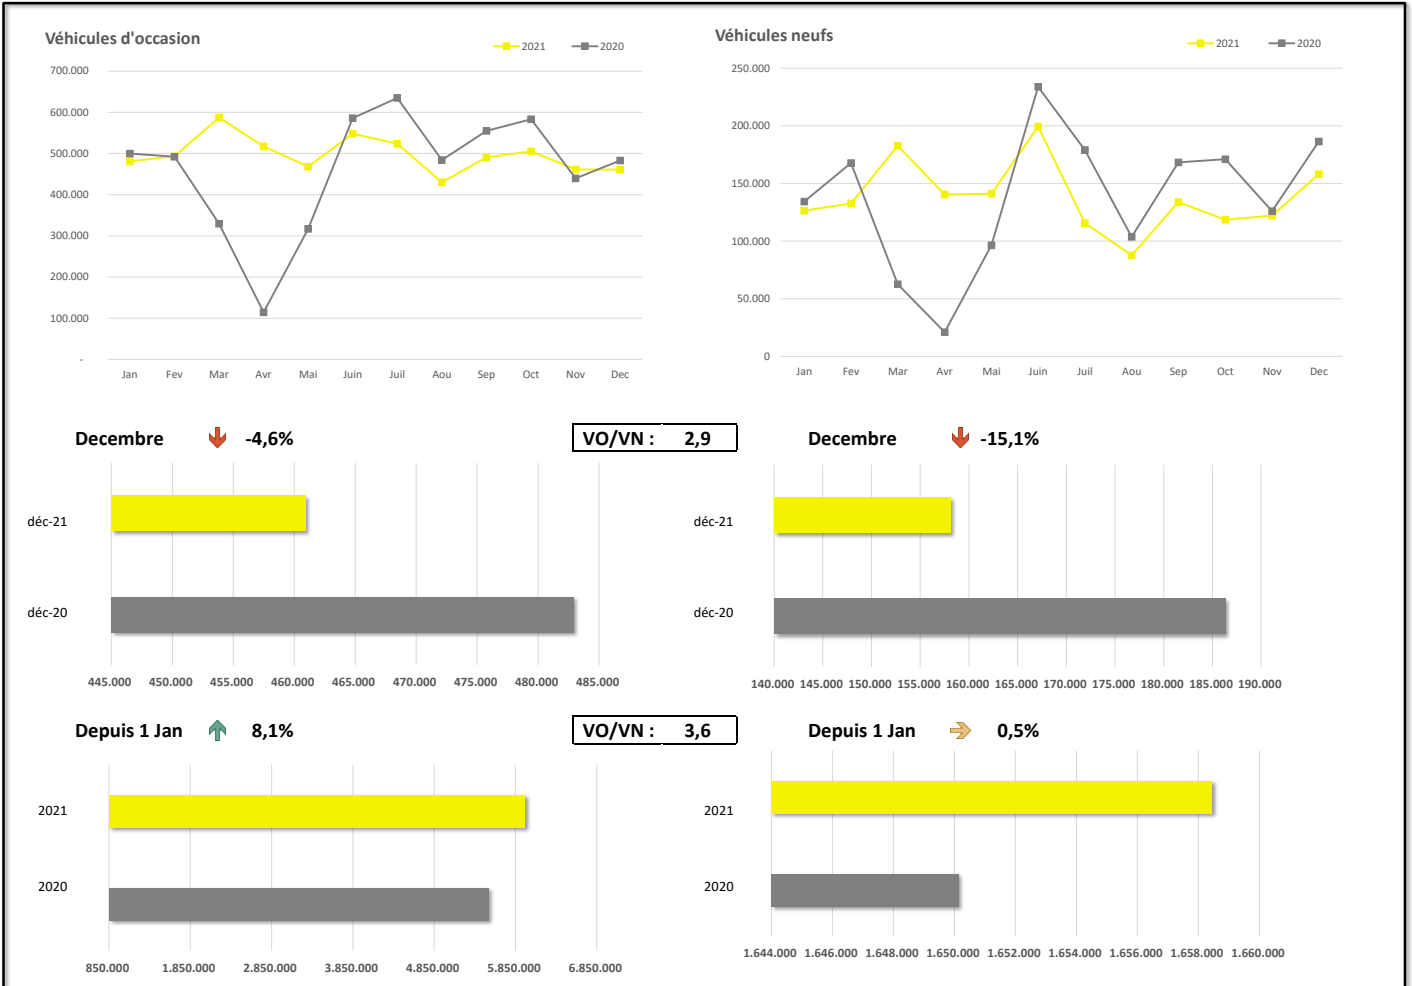 Véhicules d'occasion
2021 2020
700.000
600.000
500.000
400.000
300.000
200.000
100.000
-
Jan Fev Mar Avr Mai Juin Juil Aou Sep Oct Nov Dec
Véhicules neufs
2021 2020
250.000
200.000
150.000
100.000
50.000
0
Jan Fev Mar Avr Mai Juin Juil Aou Sep Oct Nov Dec
Decembre -4,6%
VO/VN : 2,9
Decembre -15,1%
déc-21
déc-20
445.000 450.000 455.000 460.000 465.000 470.000 475.000 480.000 485.000
déc-21
déc-20
140.000 145.000 150.000 155.000 160.000 165.000 170.000 175.000 180.000 185.000 190.000
Depuis 1 Jan 8,1%
VO/VN : 3,6
Depuis 1 Jan 0,5%
2021
2020
850.000 1.850.000 2.850.000 3.850.000 4.850.000 5.850.000 6.850.000
2021
2020
1.644.000 1.646.000 1.648.000 1.650.000 1.652.000 1.654.000 1.656.000 1.658.000 1.660.000